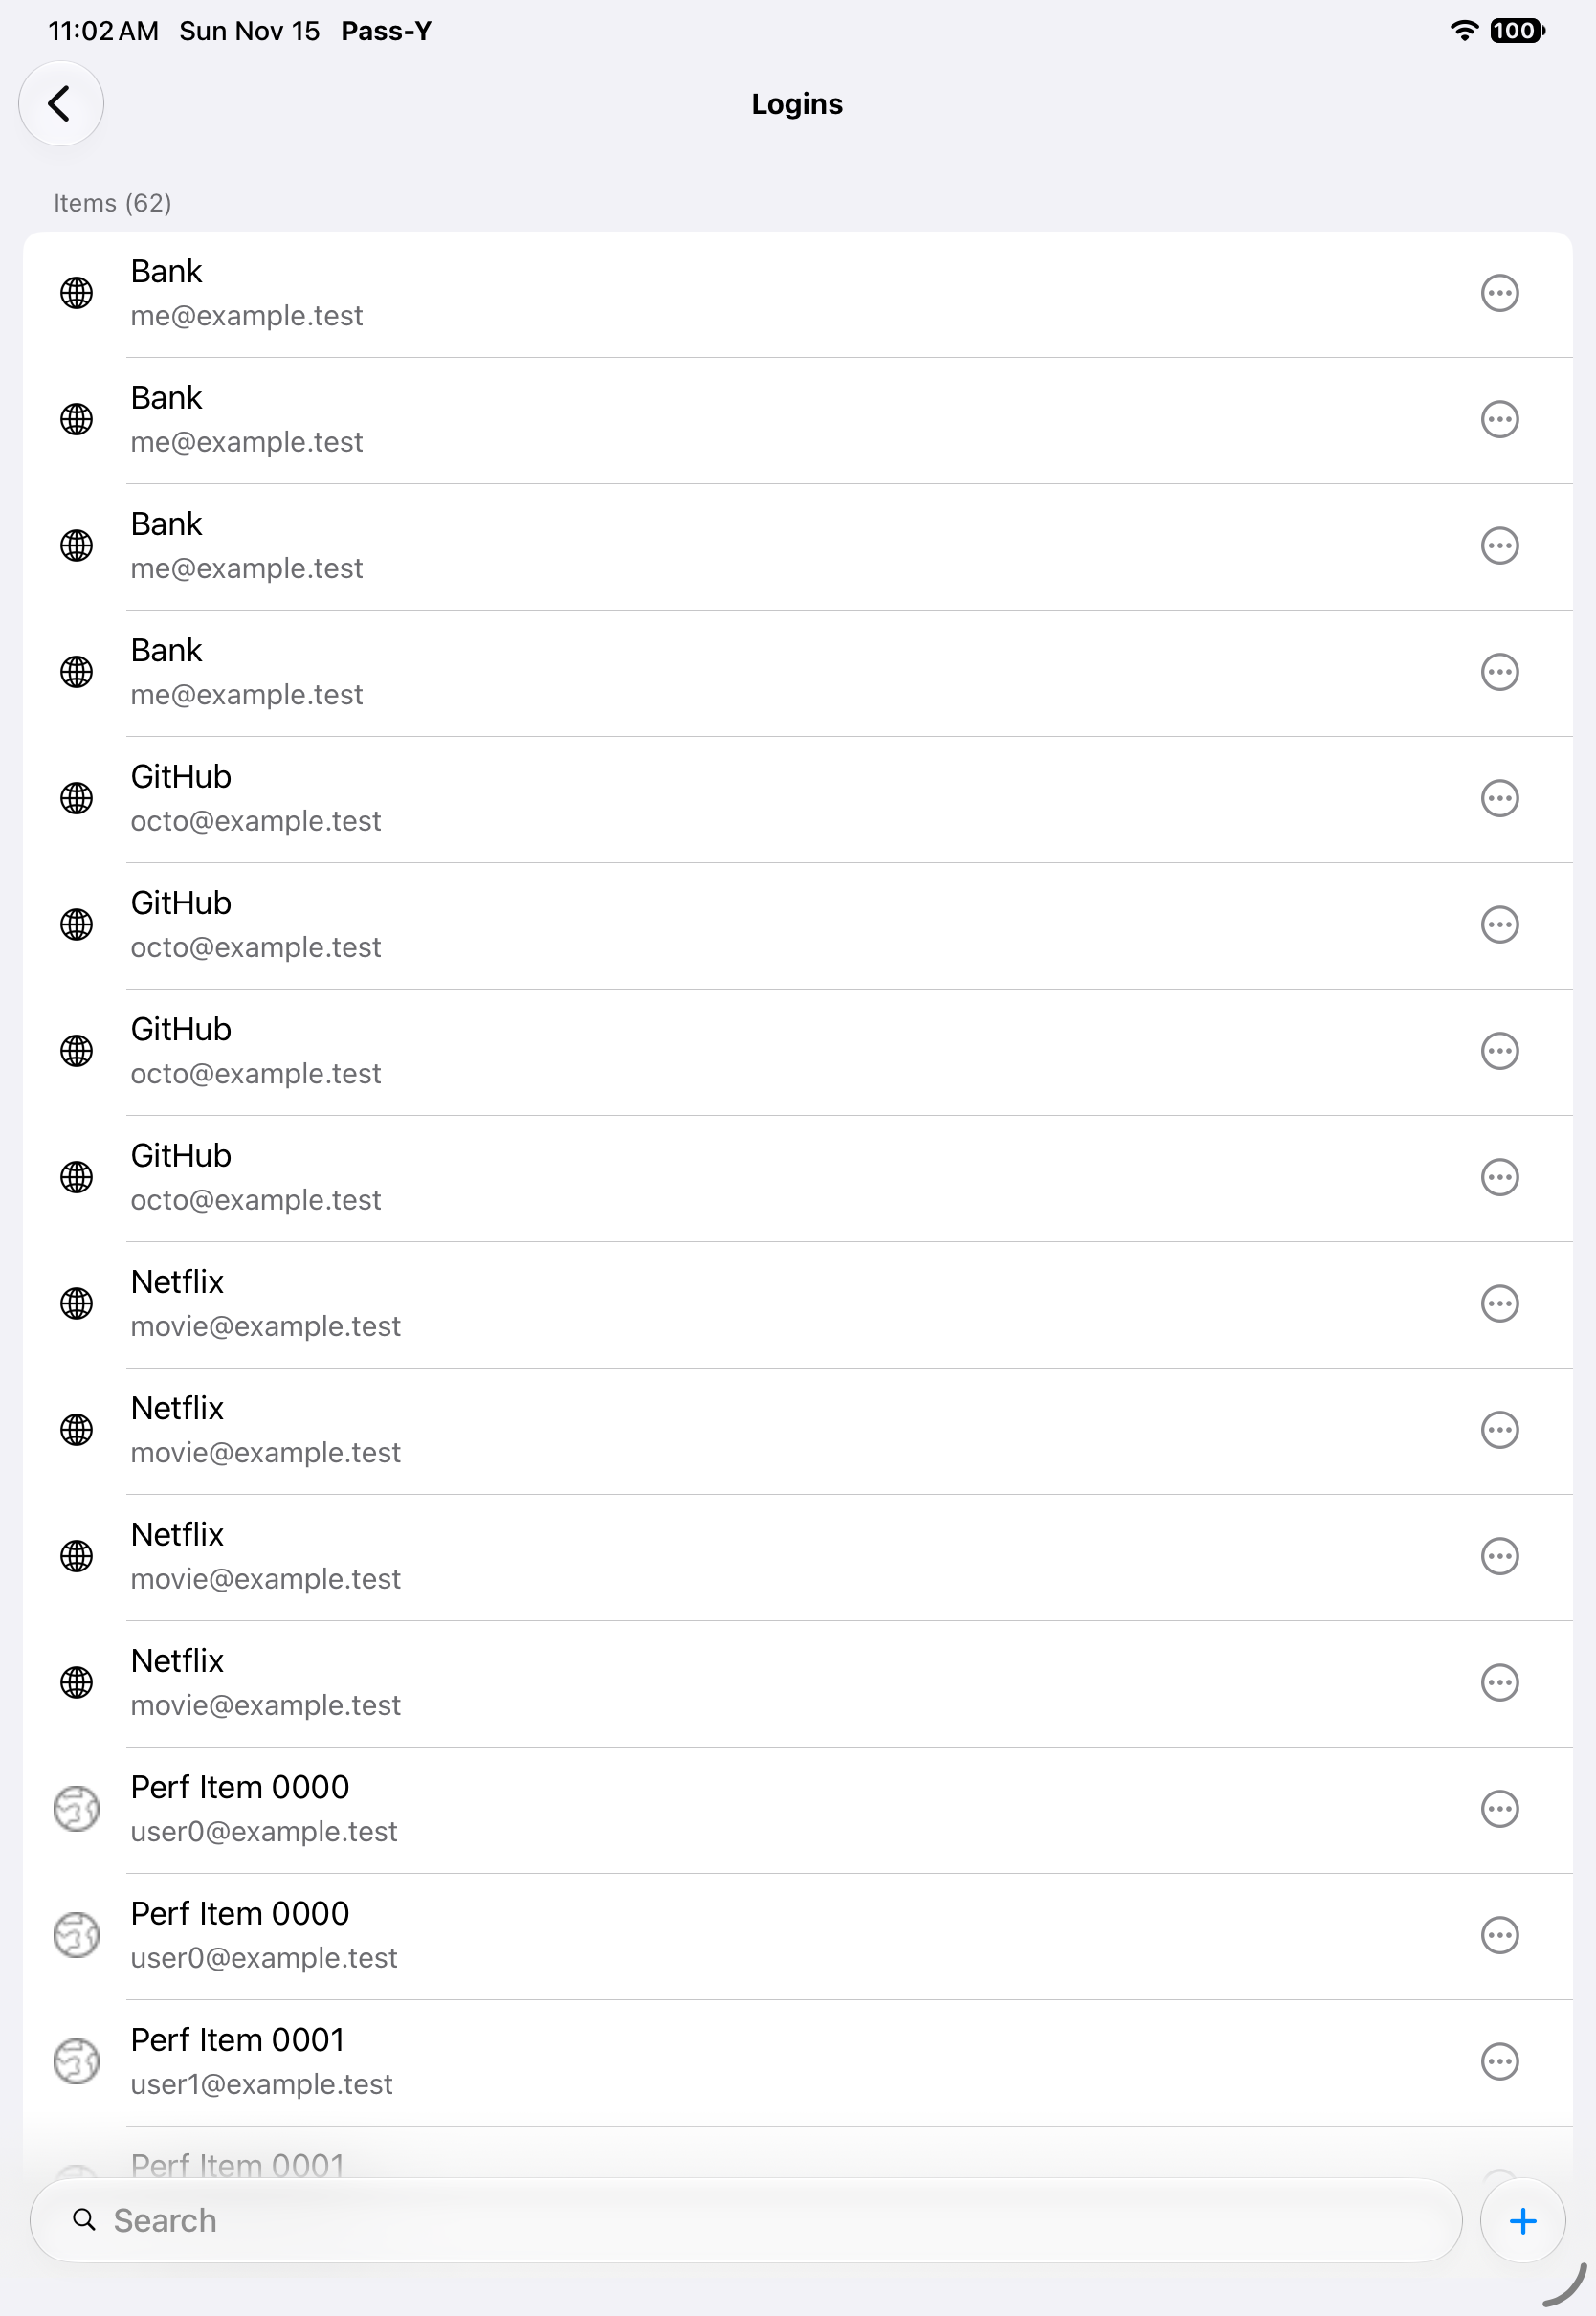 11:02 AM Sun Nov 15 Pass-Y 100
Logins
Items (62)
Bank
me@example.test
Bank
me@example.test
Bank
me@example.test
Bank
me@example.test
GitHub
octo@example.test
GitHub
octo@example.test
GitHub
octo@example.test
GitHub
octo@example.test
Netflix
movie@example.test
Netflix
movie@example.test
Netflix
movie@example.test
Netflix
movie@example.test
Perf Item 0000
user0@example.test
Perf Item 0000
user0@example.test
Perf Item 0001
user1@example.test
Perf Item 0001
Search